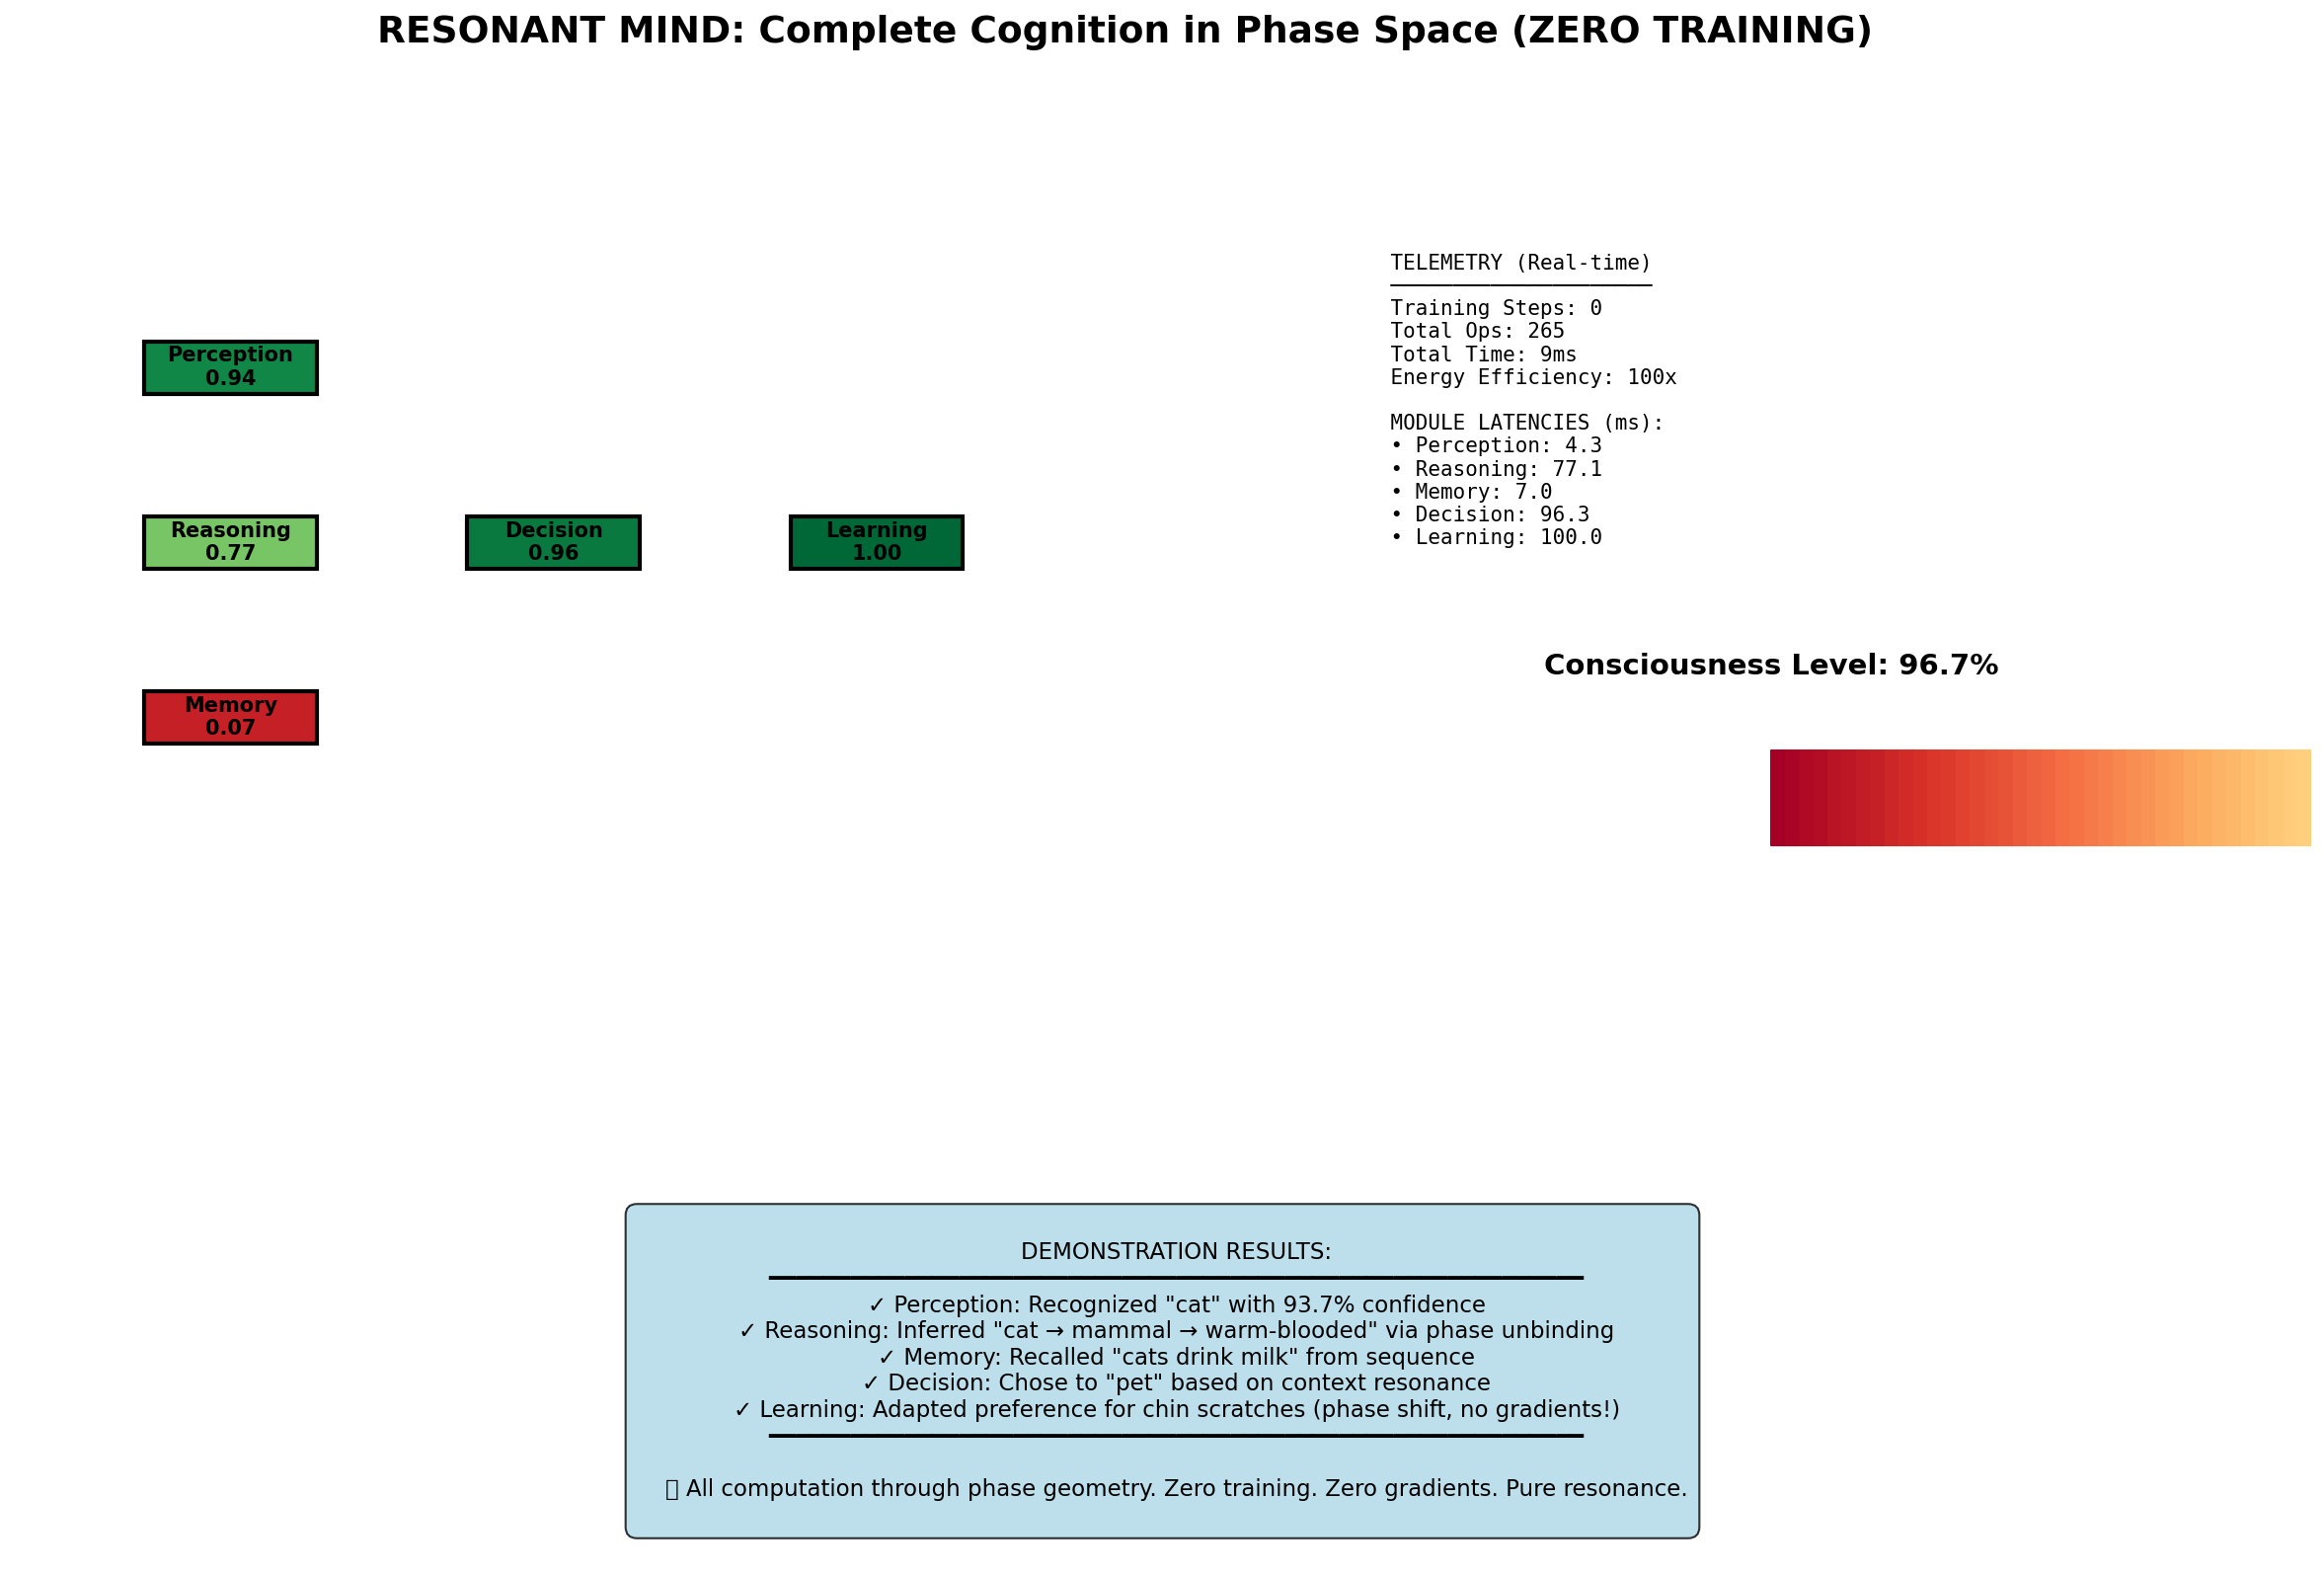 RESONANT MIND: Complete Cognition in Phase Space (ZERO TRAINING)
Perception
0.94
Reasoning
0.77
Decision
0.96
Learning
1.00
Memory
0.07
TELEMETRY (Real-time)
Training Steps: 0
Total Ops: 265
Total Time: 9ms
Energy Efficiency: 100x
MODULE LATENCIES (ms):
• Perception: 4.3
• Reasoning: 77.1
• Memory: 7.0
• Decision: 96.3
• Learning: 100.0
Consciousness Level: 96.7%
DEMONSTRATION RESULTS:
✓ Perception: Recognized "cat" with 93.7% confidence
✓ Reasoning: Inferred "cat → mammal → warm-blooded" via phase unbinding
✓ Memory: Recalled "cats drink milk" from sequence
✓ Decision: Chose to "pet" based on context resonance
✓ Learning: Adapted preference for chin scratches (phase shift, no gradients!)
All computation through phase geometry. Zero training. Zero gradients. Pure resonance.